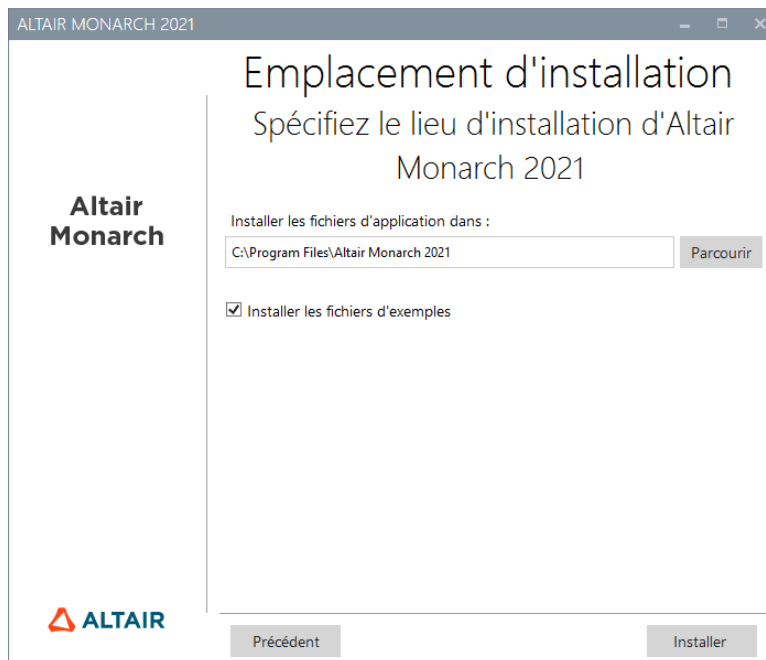 ALTAIR MONARCH 2021
Emplacement d'installation
Spécifiez le lieu d'installation d'Altair
Monarch 2021
Altair
Monarch
Installer les fichiers d'application dans :
C:\Program Files\Altair Monarch 2021
Parcourir
Installer les fichiers d'exemples
ALTAIR
Précédent
Installer